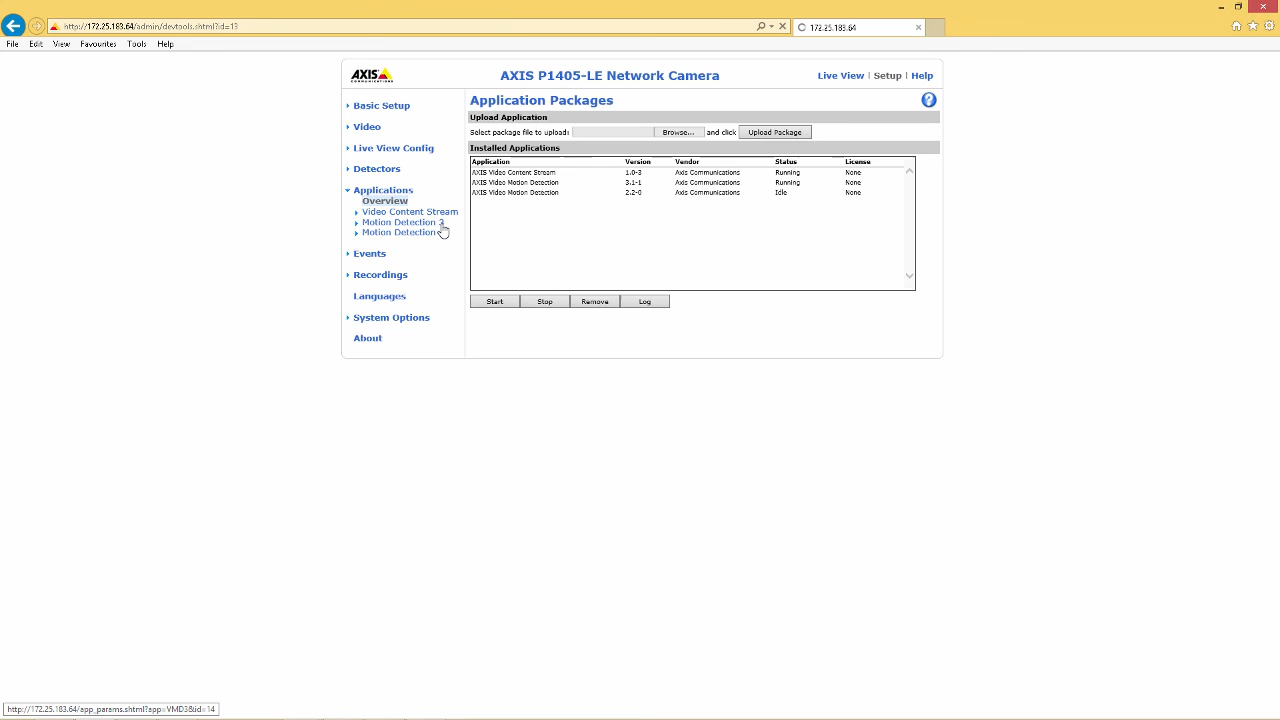 http://172.25.183.64/admin/devtools.shtml?id=13
172.25.183.64
File Edit View Favourites Tools Help
AXIS
COMMUNICATIONS
AXIS P1405-LE Network Camera
Live View | Setup | Help
Basic Setup
Video
Live View Config
Detectors
Applications
Overview
Video Content Stream
Motion Detection 3
Motion Detection
Events
Recordings
Languages
System Options
About
Application Packages
Upload Application
Select package file to upload: Browse... and click Upload Package
Installed Applications
Application Version Vendor Status License
AXIS Video Content Stream 1.0-3 Axis Communications Running None
AXIS Video Motion Detection 3.1-1 Axis Communications Running None
AXIS Video Motion Detection 2.2-0 Axis Communications Idle None
Start Stop Remove Log
http://172.25.183.64/app_params.shtml?app=VMD3&id=14